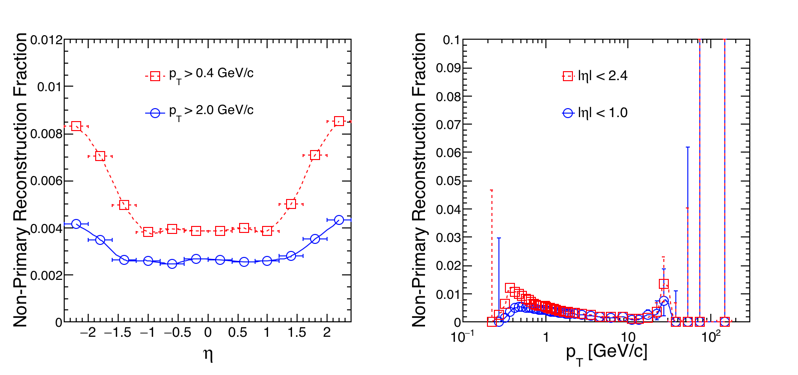 Non-Primary Reconstruction Fraction
0.012
0.01
0.008
0.006
0.004
0.002
0
p_T > 0.4 GeV/c
p_T > 2.0 GeV/c
−2 −1.5 −1 −0.5 0 0.5 1 1.5 2
η
Non-Primary Reconstruction Fraction
0.1
0.09
0.08
0.07
0.06
0.05
0.04
0.03
0.02
0.01
0
|η| < 2.4
|η| < 1.0
10⁻¹ 1 10 10²
p_T [GeV/c]